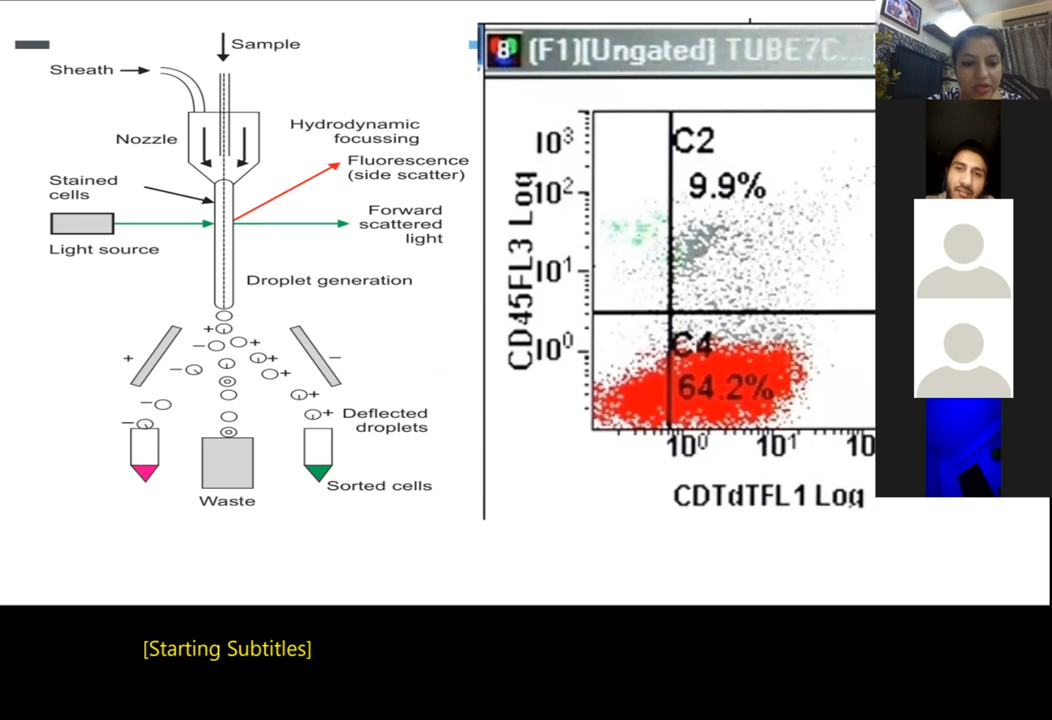 Sample
Sheath
Nozzle
Hydrodynamic
focussing
Fluorescence
(side scatter)
Stained
cells
Forward
scattered
light
Light source
Droplet generation
+
–
+
–
+
–
+
+
–
+
–
+
–
Deflected
droplets
Sorted cells
Waste
8 (F1)[Ungated] TUBE7C...
C2
9.9%
C4
64.2%
CD45FL3 Log
10³
10²
10¹
10⁰
10⁰
10¹
10
CDTdTFL1 Log
[Starting Subtitles]